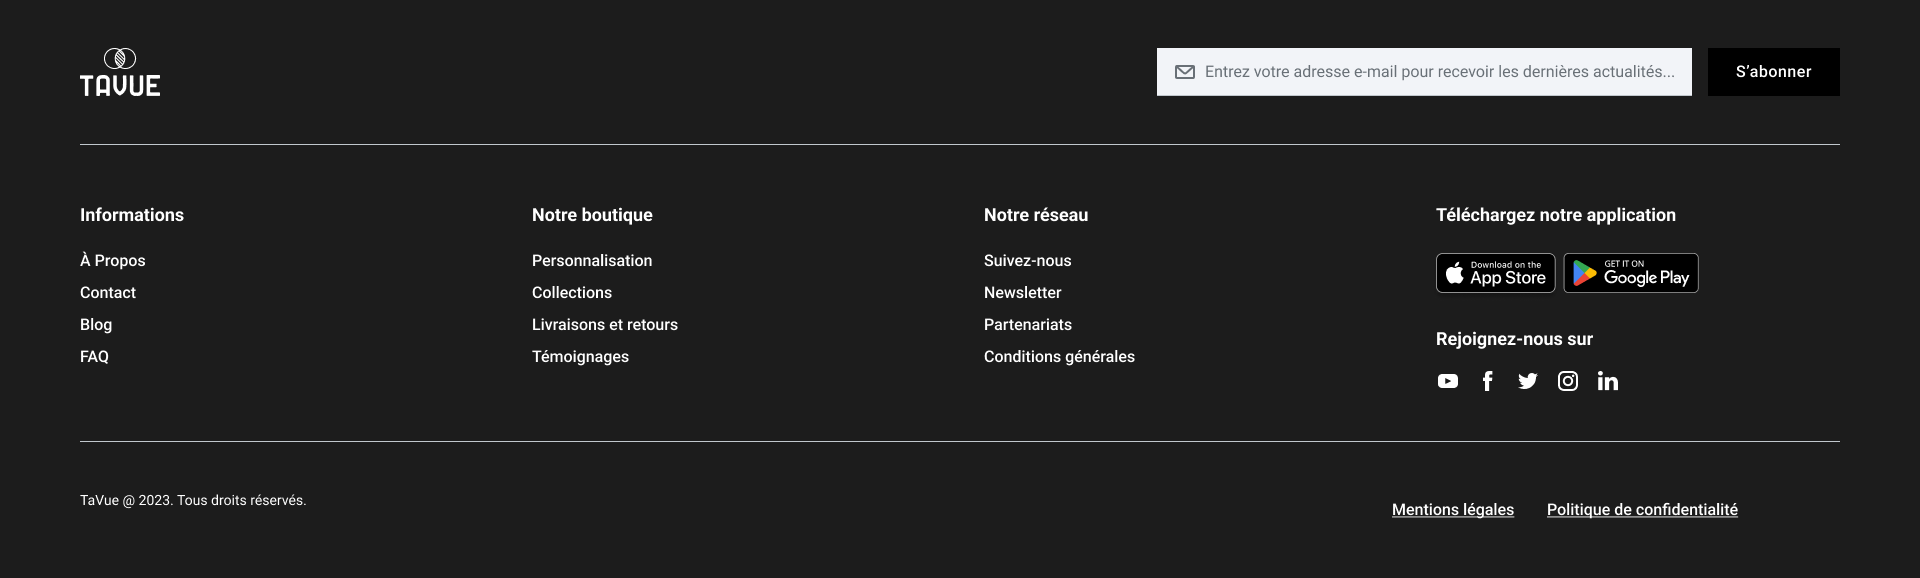 TAVUE
Entrez votre adresse e-mail pour recevoir les dernières actualités...
S’abonner
Informations
À Propos
Contact
Blog
FAQ
Notre boutique
Personnalisation
Collections
Livraisons et retours
Témoignages
Notre réseau
Suivez-nous
Newsletter
Partenariats
Conditions générales
Téléchargez notre application
Download on the
App Store
GET IT ON
Google Play
Rejoignez-nous sur
TaVue @ 2023. Tous droits réservés.
Mentions légales
Politique de confidentialité